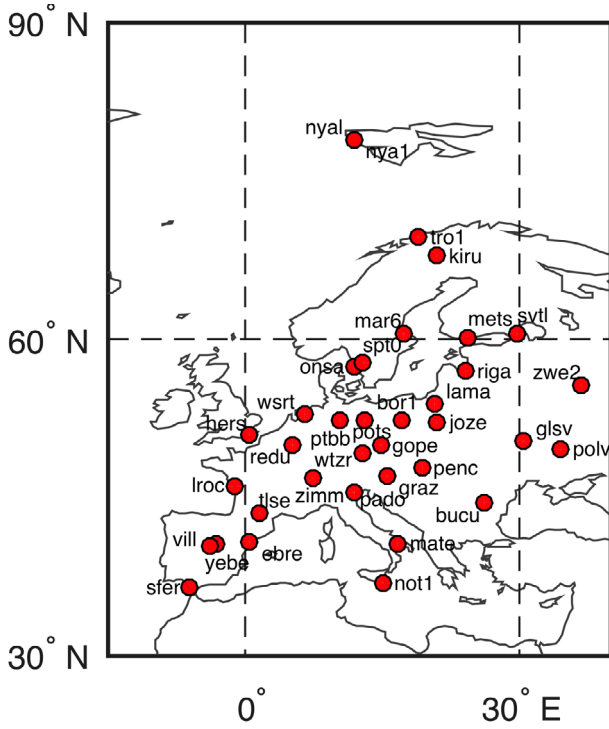 90° N
nyal
nya1
tro1
kiru
mar6
mets
svtl
60° N
spt0
onsa
riga
zwe2
lama
wsrt
bor1
hers
joze
ptbb
pots
glsv
redu
wtzr
gope
polv
penc
lroc
zimm
pado
graz
tlse
bucu
vill
mate
yebe
ebre
sfer
not1
30° N
0°
30° E